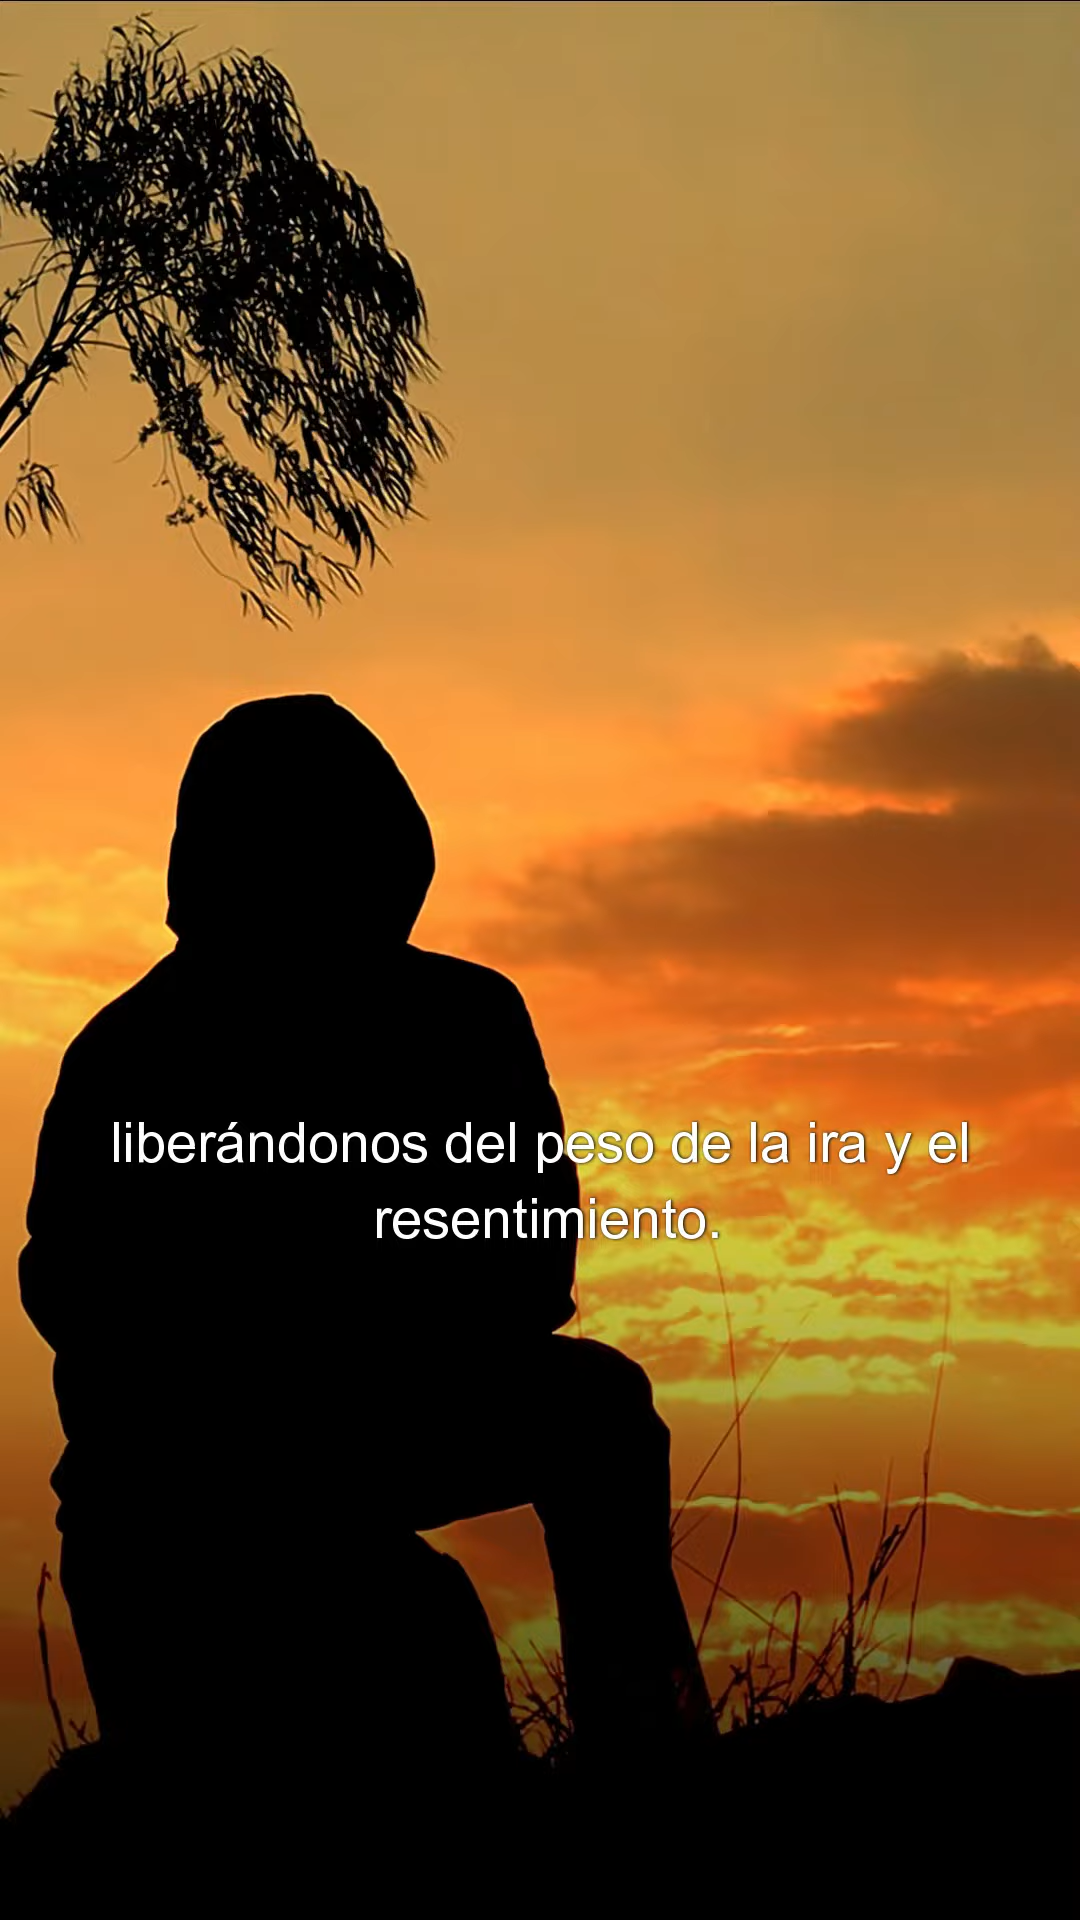 liberándonos del peso de la ira y el
resentimiento.